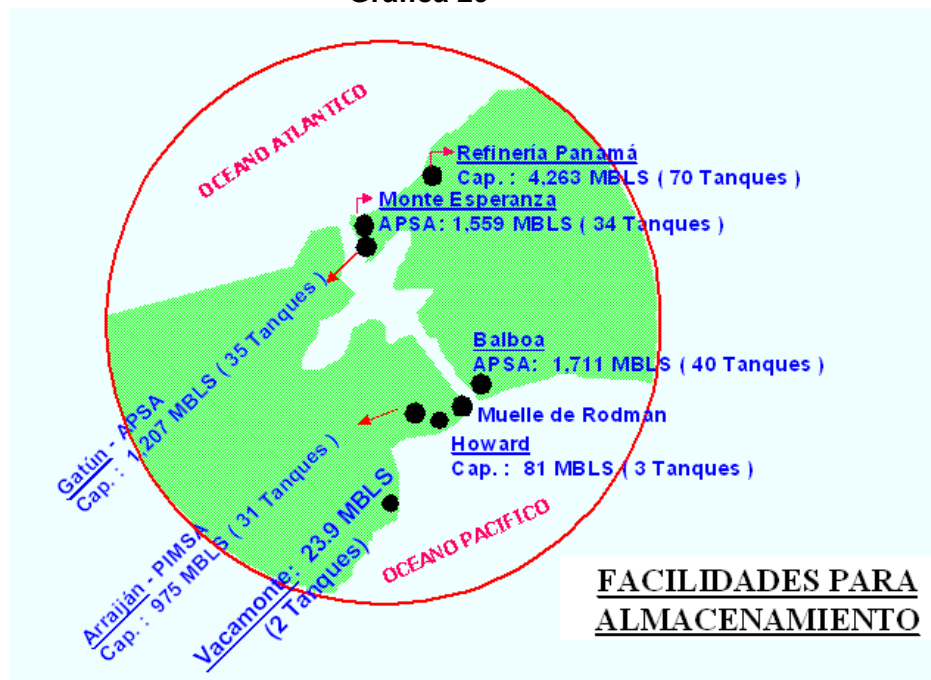 Gráfica 20
OCEANO ATLANTICO
Refinería Panamá
Cap. : 4,263 MBLS ( 70 Tanques )
Monte Esperanza
APSA: 1,559 MBLS ( 34 Tanques )
Gatún - APSA
Cap. : 1,207 MBLS ( 35 Tanques )
Balboa
APSA: 1,711 MBLS ( 40 Tanques )
Muelle de Rodman
Howard
Cap. : 81 MBLS ( 3 Tanques )
Arraiján - PIMSA
Cap. : 975 MBLS ( 31 Tanques )
Vacamonte: 23.9 MBLS
(2 Tanques)
OCEANO PACIFICO
FACILIDADES PARA
ALMACENAMIENTO